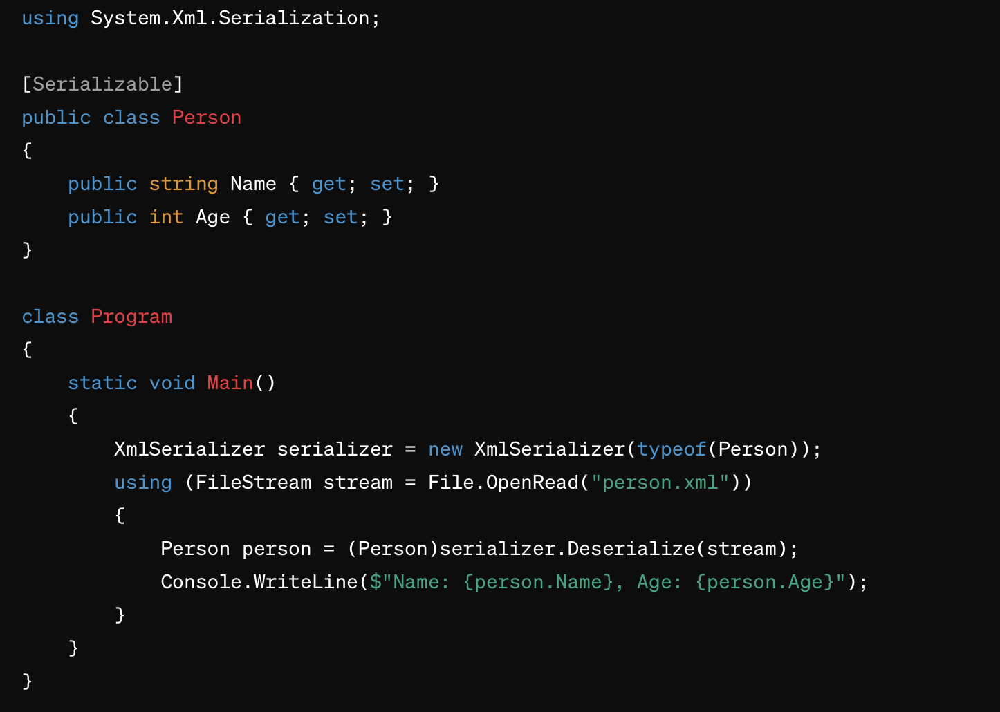 using System.Xml.Serialization;
[Serializable]
public class Person
{
    public string Name { get; set; }
    public int Age { get; set; }
}
class Program
{
    static void Main()
    {
        XmlSerializer serializer = new XmlSerializer(typeof(Person));
        using (FileStream stream = File.OpenRead("person.xml"))
        {
            Person person = (Person)serializer.Deserialize(stream);
            Console.WriteLine($"Name: {person.Name}, Age: {person.Age}");
        }
    }
}